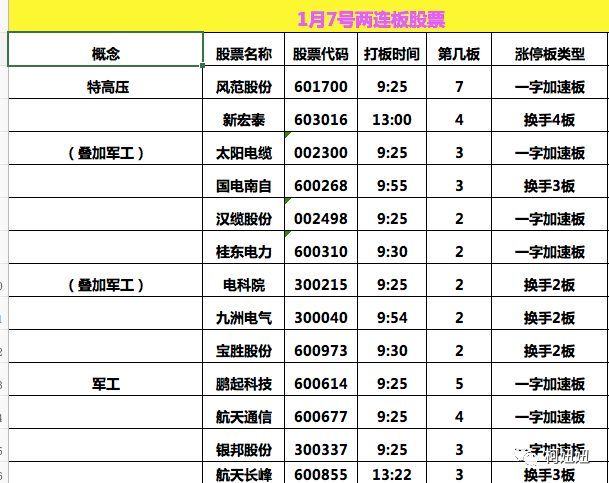 1月7号两连板股票
概念 股票名称 股票代码 打板时间 第几板 涨停板类型
特高压 风范股份 601700 9:25 7 一字加速板
新宏泰 603016 13:00 4 换手4板
（叠加军工） 太阳电缆 002300 9:25 3 一字加速板
国电南自 600268 9:55 3 换手3板
汉缆股份 002498 9:25 2 一字加速板
桂东电力 600310 9:30 2 一字加速板
（叠加军工） 电科院 300215 9:25 2 换手2板
九洲电气 300040 9:54 2 换手2板
宝胜股份 600973 9:30 2 换手2板
军工 鹏起科技 600614 9:25 5 一字加速板
航天通信 600677 9:25 4 一字加速板
银邦股份 300337 9:25 3 一字加速板
航天长峰 600855 13:22 3 换手3板